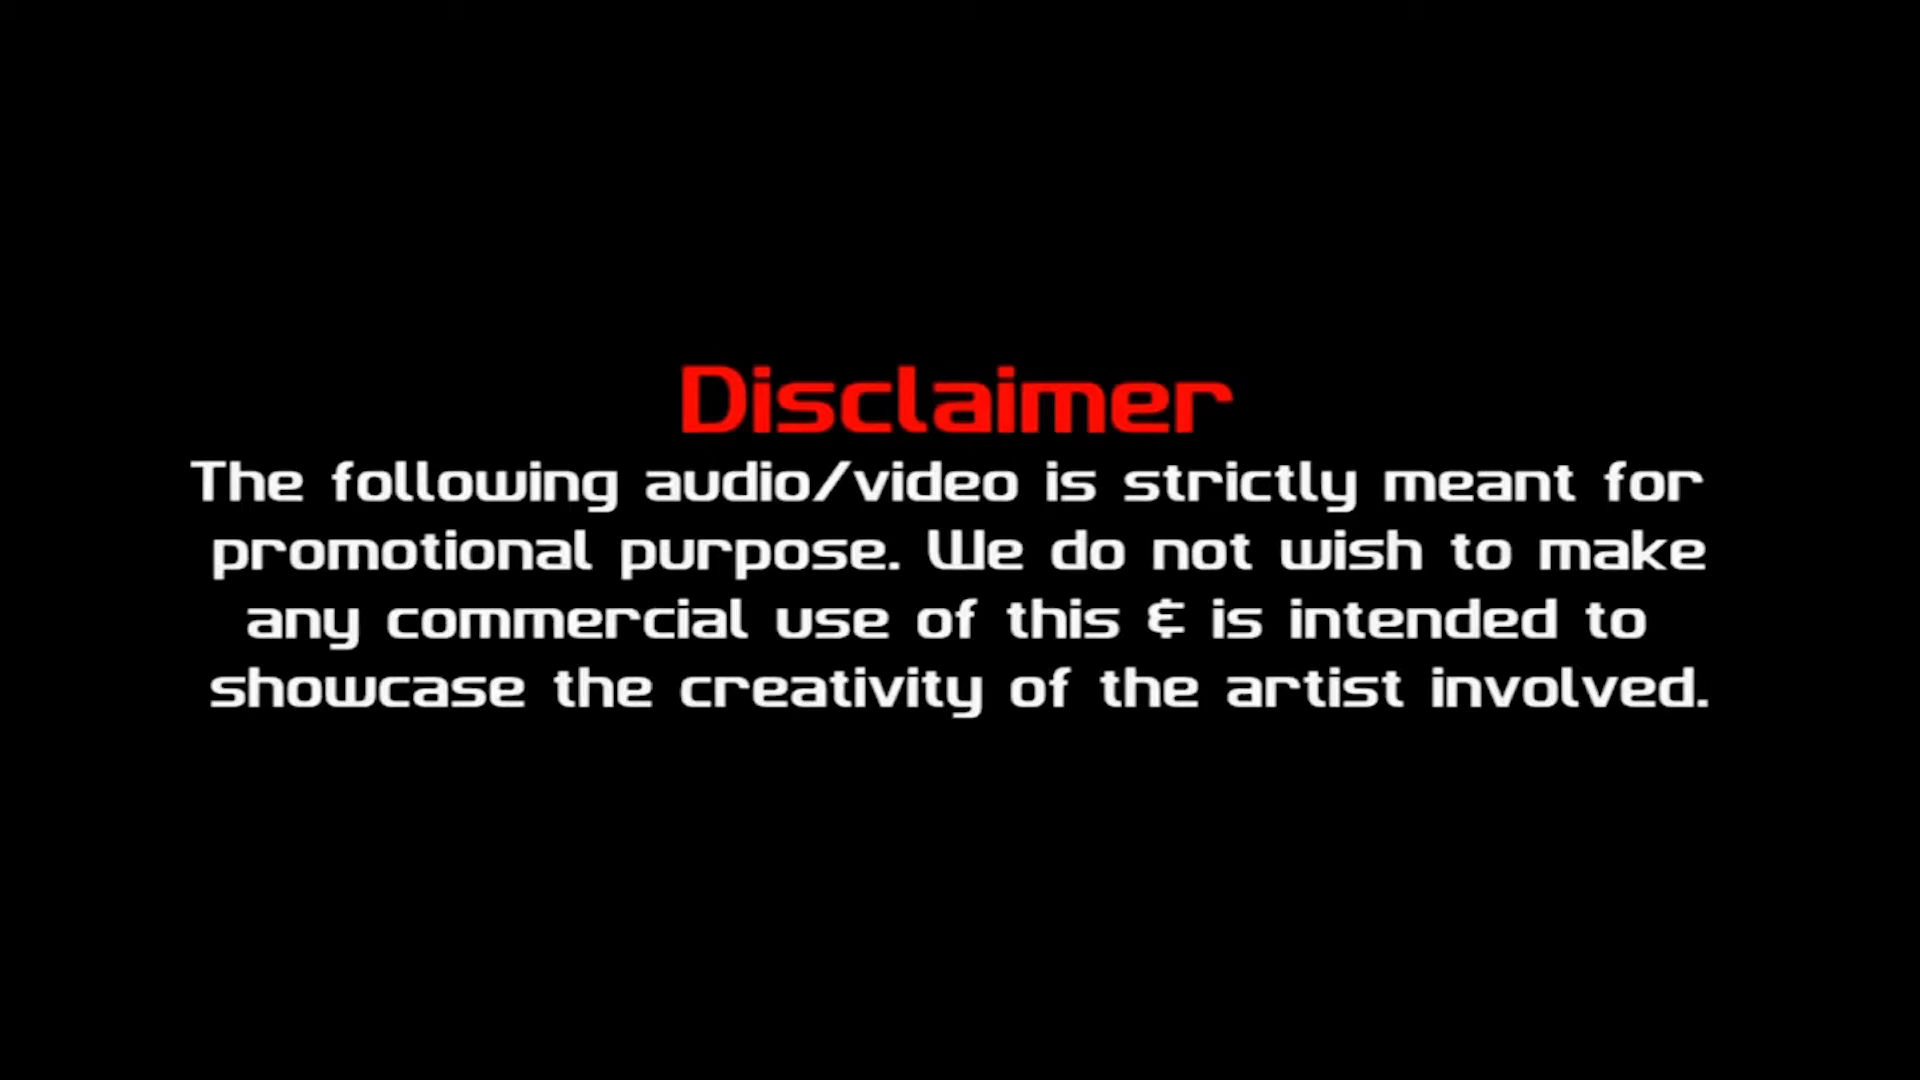 Disclaimer
The following audio/video is strictly meant for
promotional purpose. We do not wish to make
any commercial use of this & is intended to
showcase the creativity of the artist involved.